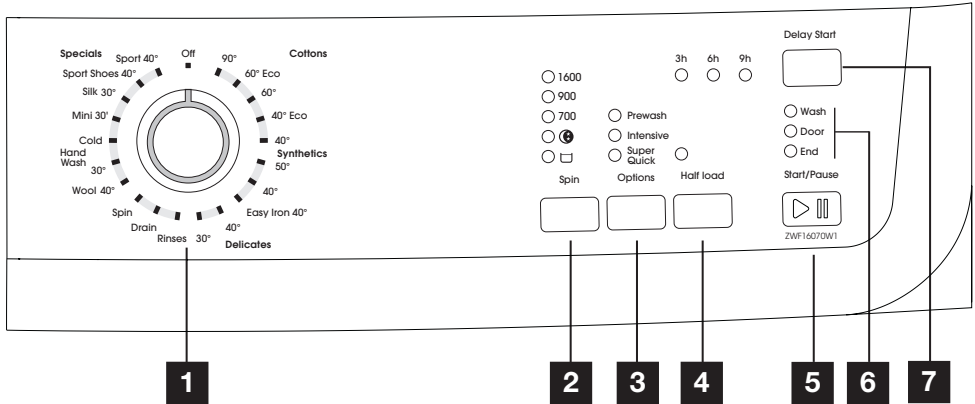 Specials
Cottons
Off
90°
60° Eco
60°
40° Eco
40°
Synthetics
50°
40°
Easy Iron 40°
40°
Delicates
30°
Rinses
Drain
Spin
Wool 40°
Hand
Wash
30°
Cold
Mini 30'
Silk 30°
Sport Shoes 40°
Sport 40°
1600
900
700
Spin
Prewash
Intensive
Super
Quick
Options
Half load
3h 6h 9h
Delay Start
Wash
Door
End
Start/Pause
ZWF16070W1
1 2 3 4 5 6 7